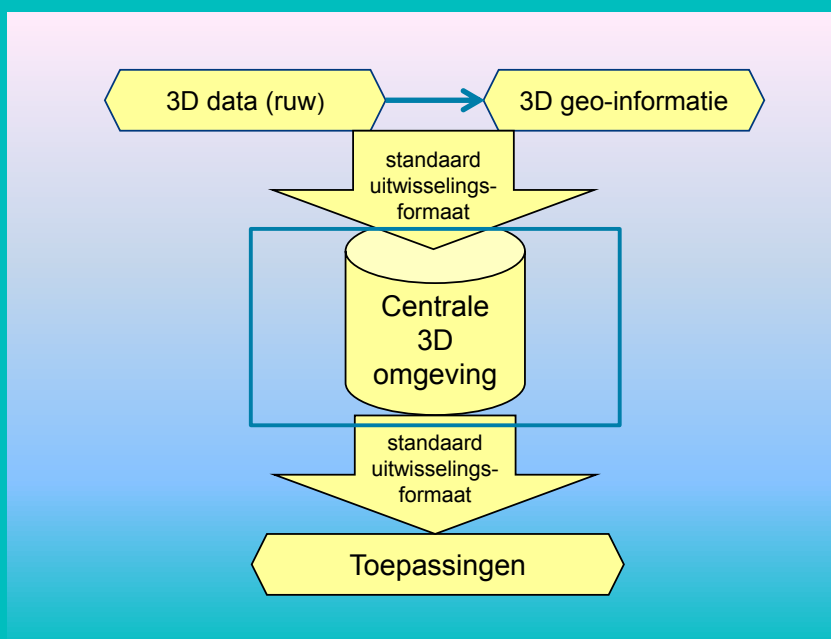 3D data (ruw)
3D geo-informatie
standaard
uitwisselings-
formaat
Centrale
3D
omgeving
standaard
uitwisselings-
formaat
Toepassingen